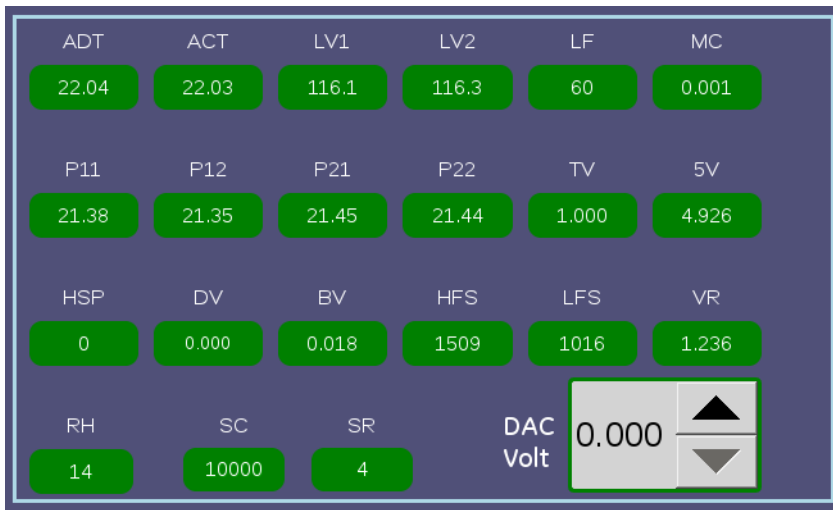 ADT ACT LV1 LV2 LF MC
22.04 22.03 116.1 116.3 60 0.001
P11 P12 P21 P22 TV 5V
21.38 21.35 21.45 21.44 1.000 4.926
HSP DV BV HFS LFS VR
0 0.000 0.018 1509 1016 1.236
RH SC SR DAC Volt 0.000
14 10000 4